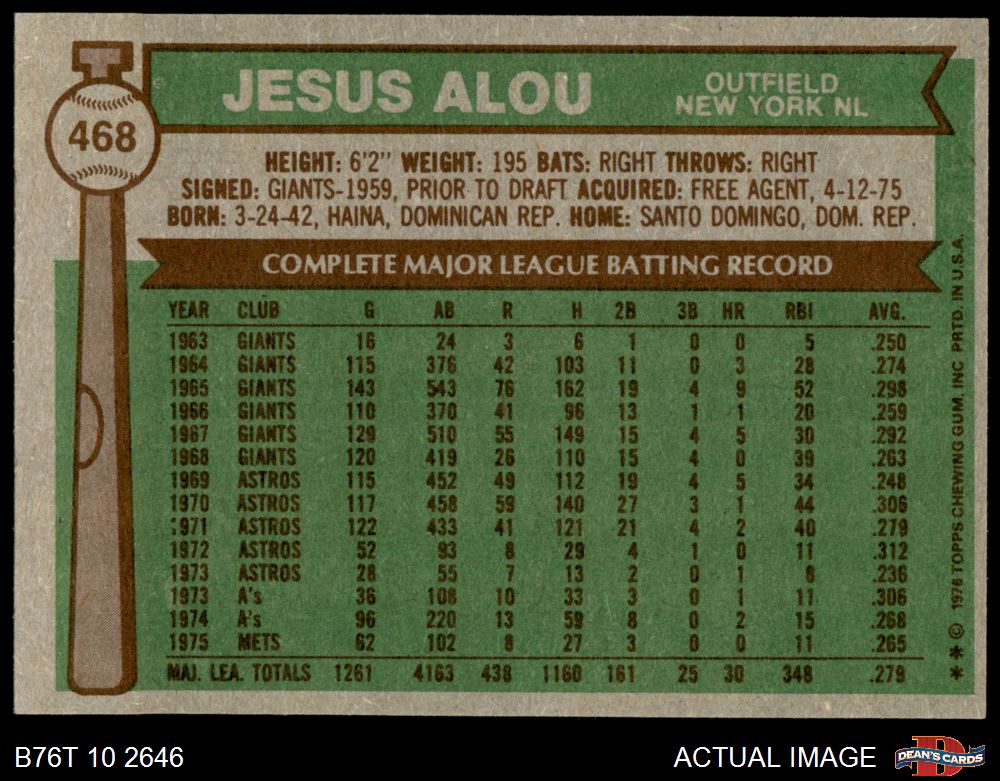 JESUS ALOU
OUTFIELD
NEW YORK NL
468
HEIGHT: 6'2" WEIGHT: 195 BATS: RIGHT THROWS: RIGHT
SIGNED: GIANTS-1959, PRIOR TO DRAFT ACQUIRED: FREE AGENT, 4-12-75
BORN: 3-24-42, HAINA, DOMINICAN REP. HOME: SANTO DOMINGO, DOM. REP.
COMPLETE MAJOR LEAGUE BATTING RECORD
YEAR CLUB G AB R H 2B 3B HR RBI AVG.
1963 GIANTS 16 24 3 6 1 0 0 5 .250
1964 GIANTS 115 376 42 103 11 0 3 28 .274
1965 GIANTS 143 543 76 162 19 4 9 52 .298
1966 GIANTS 110 370 41 96 13 1 1 20 .259
1967 GIANTS 129 510 55 149 15 4 5 30 .292
1968 GIANTS 120 419 26 110 15 4 0 39 .263
1969 ASTROS 115 452 49 112 19 4 5 34 .248
1970 ASTROS 117 458 59 140 27 3 1 44 .306
1971 ASTROS 122 433 41 121 21 4 2 40 .279
1972 ASTROS 52 93 8 29 4 1 0 11 .312
1973 ASTROS 28 55 7 13 2 0 1 8 .236
1973 A's 36 108 10 33 3 0 1 11 .306
1974 A's 96 220 13 59 8 0 2 15 .268
1975 METS 62 102 8 27 3 0 0 11 .265
MAJ. LEA. TOTALS 1261 4163 438 1160 161 25 30 348 .279
** © 1976 TOPPS CHEWING GUM, INC PRTD. IN U.S.A.
B76T 10 2646
ACTUAL IMAGE
D
DEAN'S CARDS